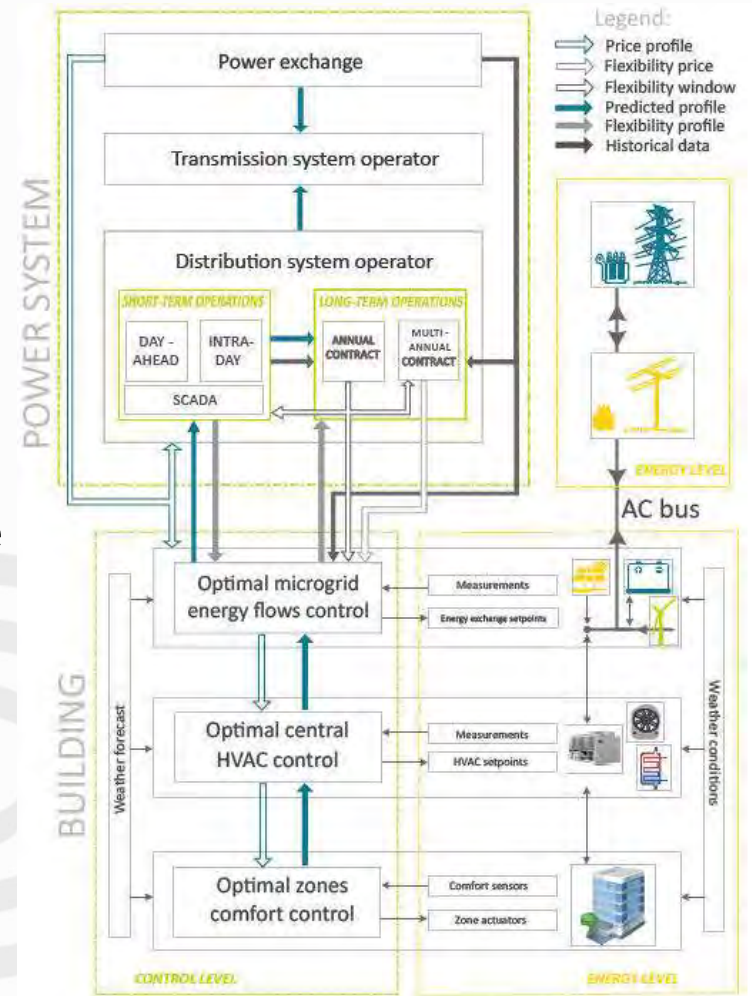 Legend:
Price profile
Flexibility price
Flexibility window
Predicted profile
Flexibility profile
Historical data
POWER SYSTEM
Power exchange
Transmission system operator
Distribution system operator
SHORT-TERM OPERATIONS
LONG-TERM OPERATIONS
DAY -
AHEAD
INTRA-
DAY
SCADA
ANNUAL
CONTRACT
MULTI-
ANNUAL
CONTRACT
ENERGY LEVEL
AC bus
e
BUILDING
Weather forecast
Optimal microgrid
energy flows control
Measurements
Energy exchange setpoints
Optimal central
HVAC control
Measurements
HVAC setpoints
Optimal zones
comfort control
Comfort sensors
Zone actuators
Weather conditions
CONTROL LEVEL
ENERGY LEVEL